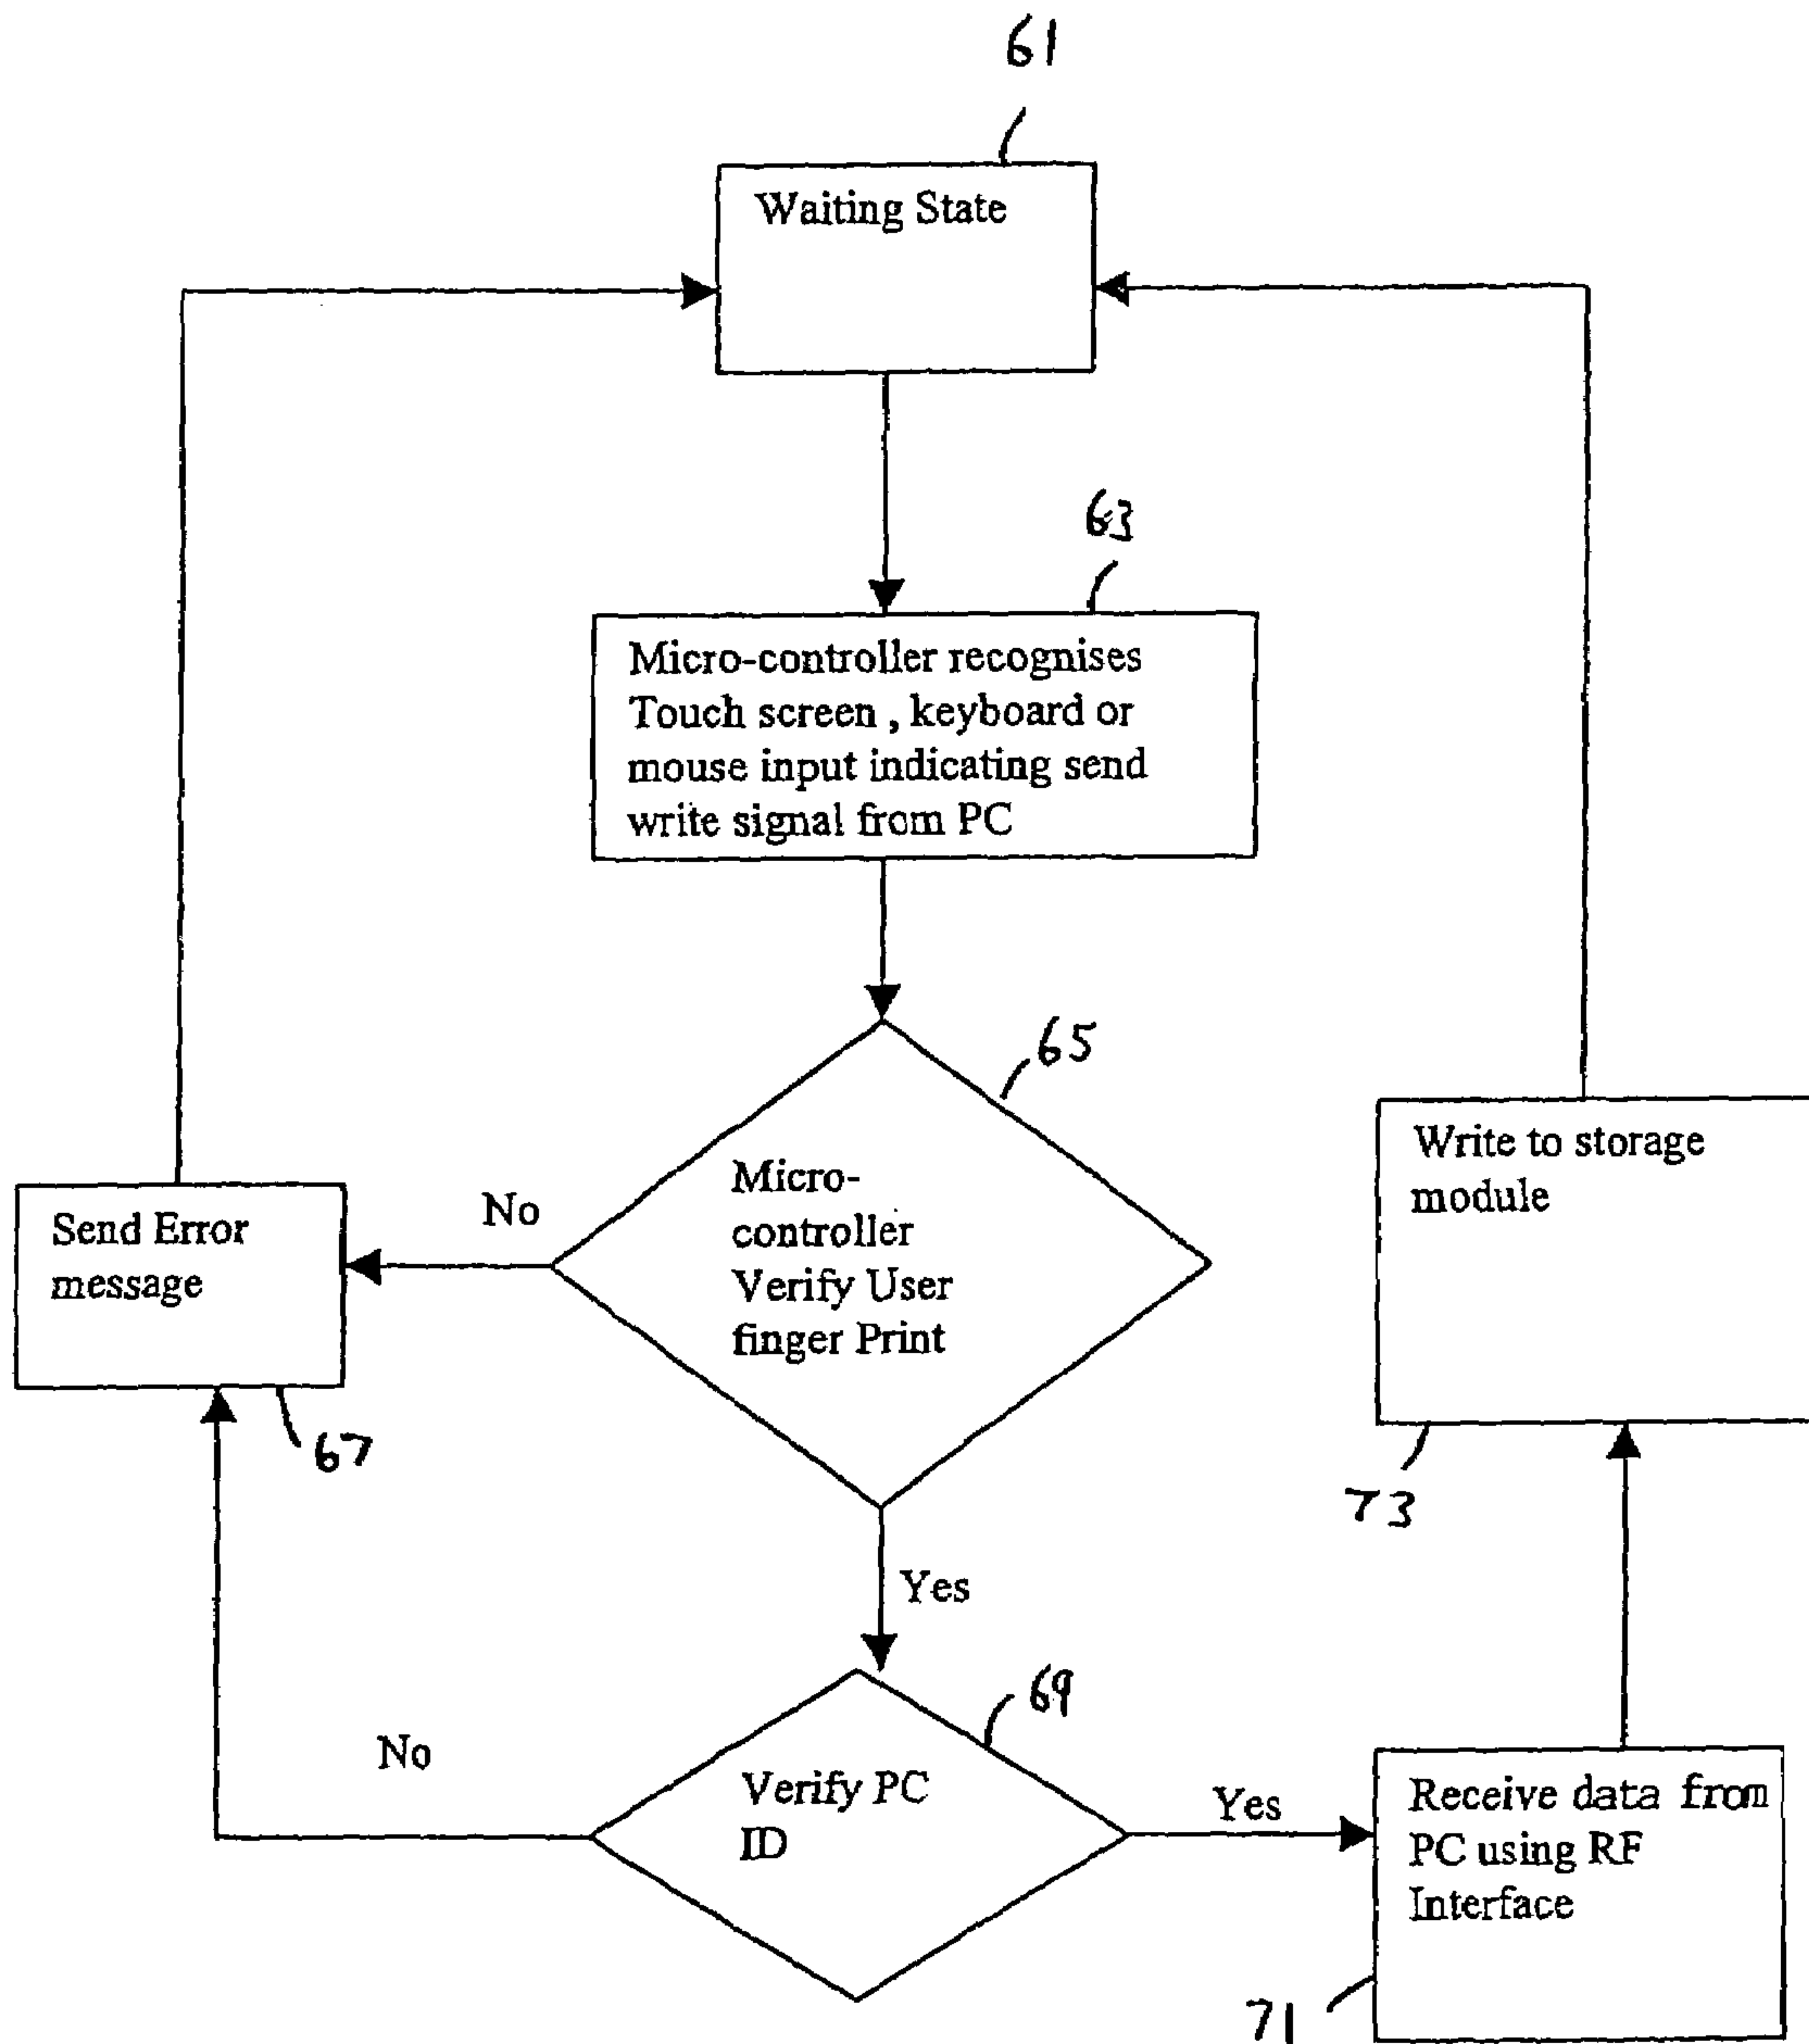 61
Waiting State
63
Micro-controller recognises
Touch screen , keyboard or
mouse input indicating send
write signal from PC
65
Micro-
controller
Verify User
finger Print
No
Send Error
message
67
Write to storage
module
73
Yes
69
Verify PC
ID
No
Yes
Receive data from
PC using RF
Interface
71